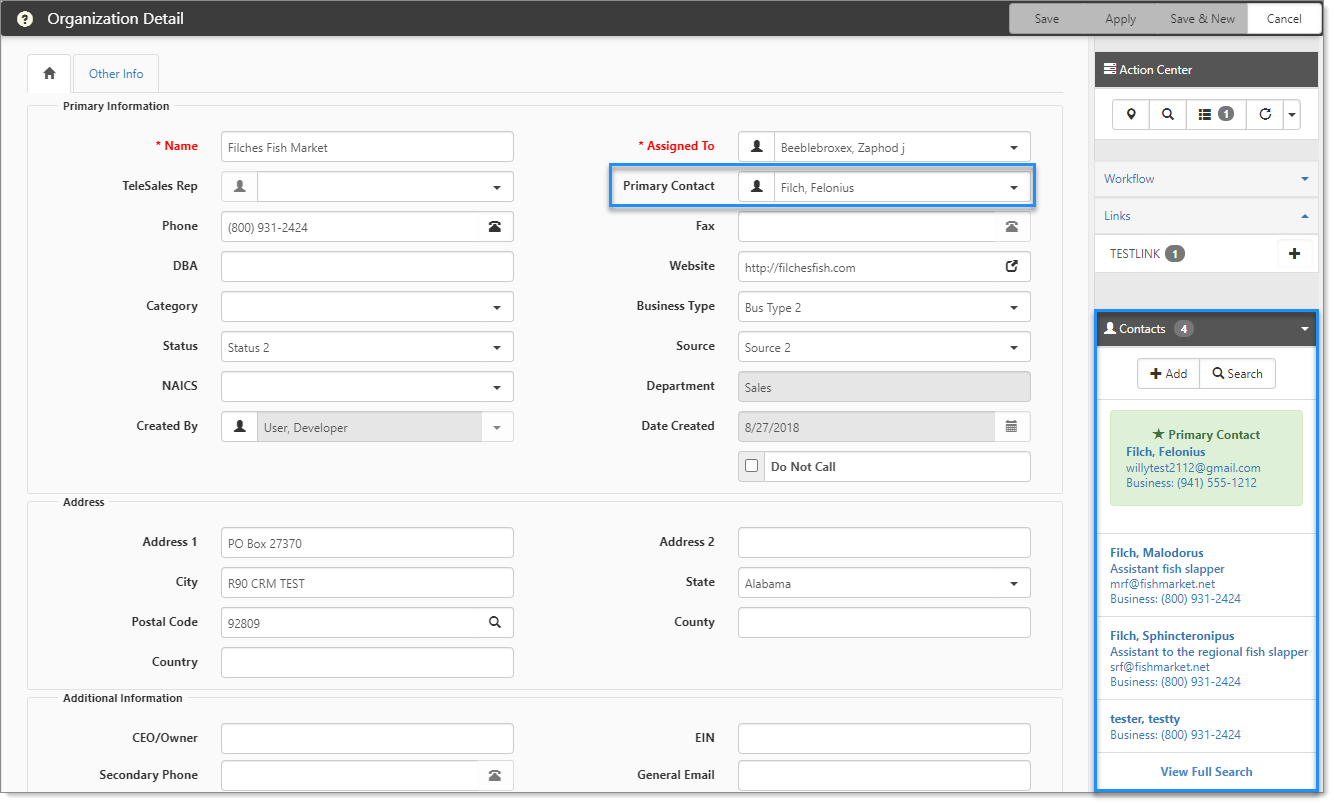 ? Organization Detail
Save Apply Save & New Cancel
Other Info
Primary Information
* Name Filches Fish Market
* Assigned To Beeblebroxex, Zaphod j
TeleSales Rep
Primary Contact Filch, Felonius
Phone (800) 931-2424
Fax
DBA
Website http://filchesfish.com
Category
Business Type Bus Type 2
Status Status 2
Source Source 2
NAICS
Department Sales
Created By User, Developer
Date Created 8/27/2018
Do Not Call
Address
Address 1 PO Box 27370
Address 2
City R90 CRM TEST
State Alabama
Postal Code 92809
County
Country
Additional Information
CEO/Owner
EIN
Secondary Phone
General Email
Action Center
1
Workflow
Links
TESTLINK 1
Contacts 4
Add Search
Primary Contact
Filch, Felonius
willytest2112@gmail.com
Business: (941) 555-1212
Filch, Malodorus
Assistant fish slapper
mrf@fishmarket.net
Business: (800) 931-2424
Filch, Sphincteronipus
Assistant to the regional fish slapper
srf@fishmarket.net
Business: (800) 931-2424
tester, testty
Business: (800) 931-2424
View Full Search